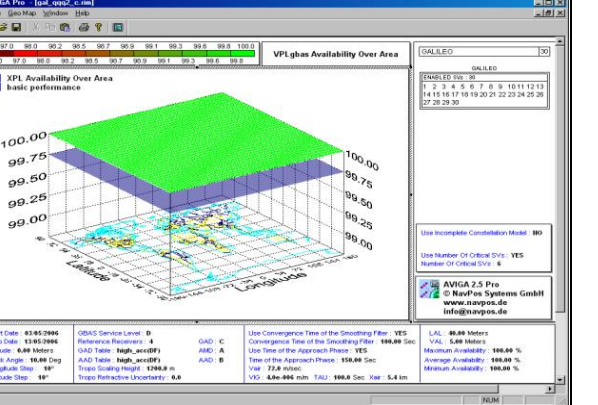 GA Pro - [gal_qqq2_c.rim]
GeoMap Window Help
97.0 98.0 98.2 98.5 98.7 98.9 99.1 99.3 99.6 99.8 100.0
97.0 98.0 98.2 98.5 98.7 98.9 99.1 99.3 99.6 99.8
VPLgbas Availability Over Area
GALILEO 30
XPL Availability Over Area
basic performance
GALILEO
ENABLED SVs : 30
1 2 3 4 5 6 7 8 9 10 11 12 13
14 15 16 17 18 19 20 21 22 23 24 25 26
27 28 29 30
100.00
99.75
99.50
99.25
99.00
100.00
99.75
99.50
99.25
99.00
Latitude
Longitude
Use Incomplete Constellation Model : NO
Use Number Of Critical SVs : YES
Number Of Critical SVs : 6
AVIGA 2.5 Pro
© NavPos Systems GmbH
www.navpos.de
info@navpos.de
t Date : 03/05/2006
p Date : 13/05/2006
ude : 0.00 Meters
k Angle : 10.00 Deg
gitude Step : 10°
tude Step : 10°
GBAS Service Level : D
Reference Receivers : 4
GAD Table : high_acc(DF)
AAD Table : high_acc(DF)
Tropo Scaling Height : 1200.0 m
Tropo Refractive Uncertainty : 0.0
GAD : C
AMD : A
AAD : B
Use Convergence Time of the Smoothing Filter : YES
Convergence Time of the Smoothing Filter : 100.00 Sec
Use Time of the Approach Phase : YES
Time of the Approach Phase : 150.00 Sec
Vair : 72.0 m/sec
VIG : 4.0e-006 m/m TAU : 100.0 Sec Xair : 5.4 km
LAL : 40.00 Meters
VAL : 5.00 Meters
Maximum Availability : 100.00 %
Average Availability : 100.00 %
Minimum Availability : 100.00 %
NUM